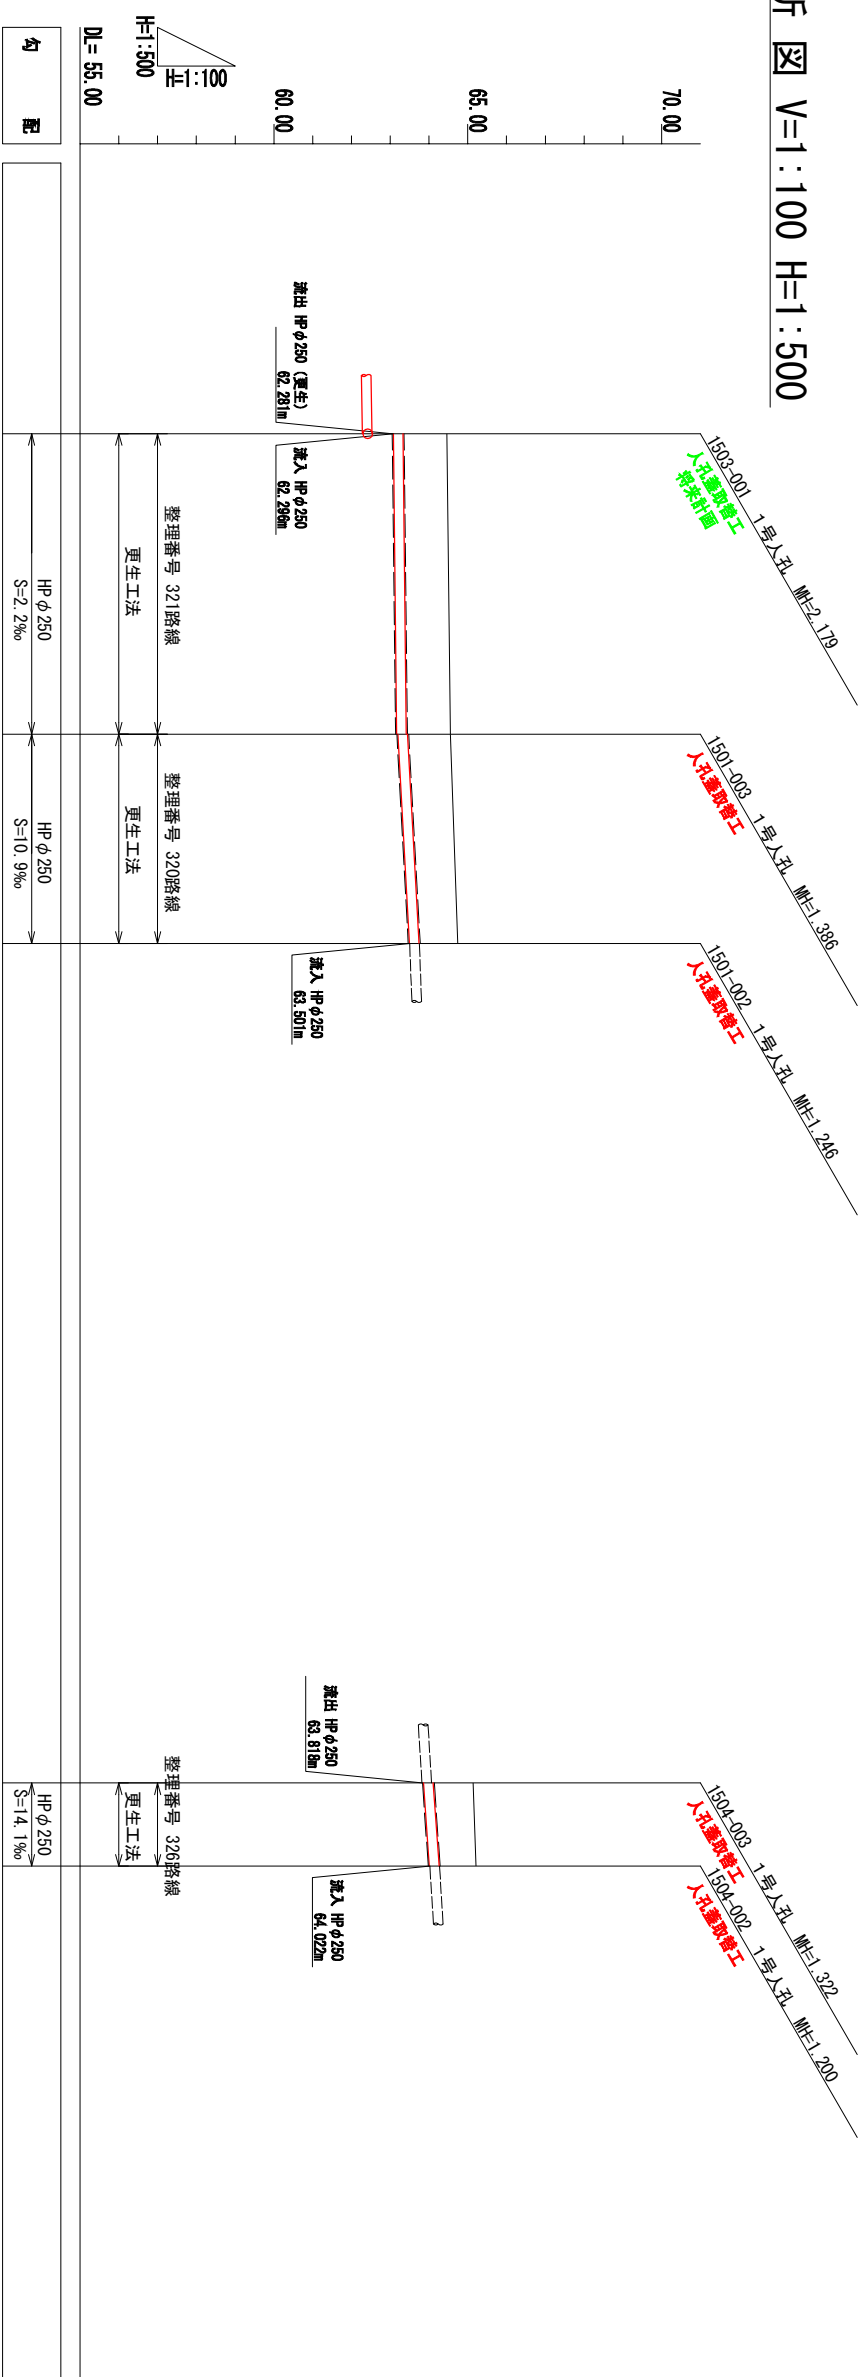 図 V=1:100 H=1:500
1503-001 1号人孔 MH=2.179
人孔蓋取替工
将来計画
1501-003 1号人孔 MH=1.386
人孔蓋取替工
1501-002 1号人孔 MH=1.246
人孔蓋取替工
1504-003 1号人孔 MH=1.322
人孔蓋取替工
1504-002 1号人孔 MH=1.200
人孔蓋取替工
70.00
65.00
60.00
V=1:100
H=1:500
DL= 55.00
流出 HPφ250 (更生)
62.281m
流入 HPφ250
62.296m
流入 HPφ250
63.501m
流出 HPφ250
63.818m
流入 HPφ250
64.022m
整理番号 321路線
更生工法
整理番号 320路線
更生工法
整理番号 326路線
更生工法
勾 配
HPφ250
S=2.2‰
HPφ250
S=10.9‰
HPφ250
S=14.1‰